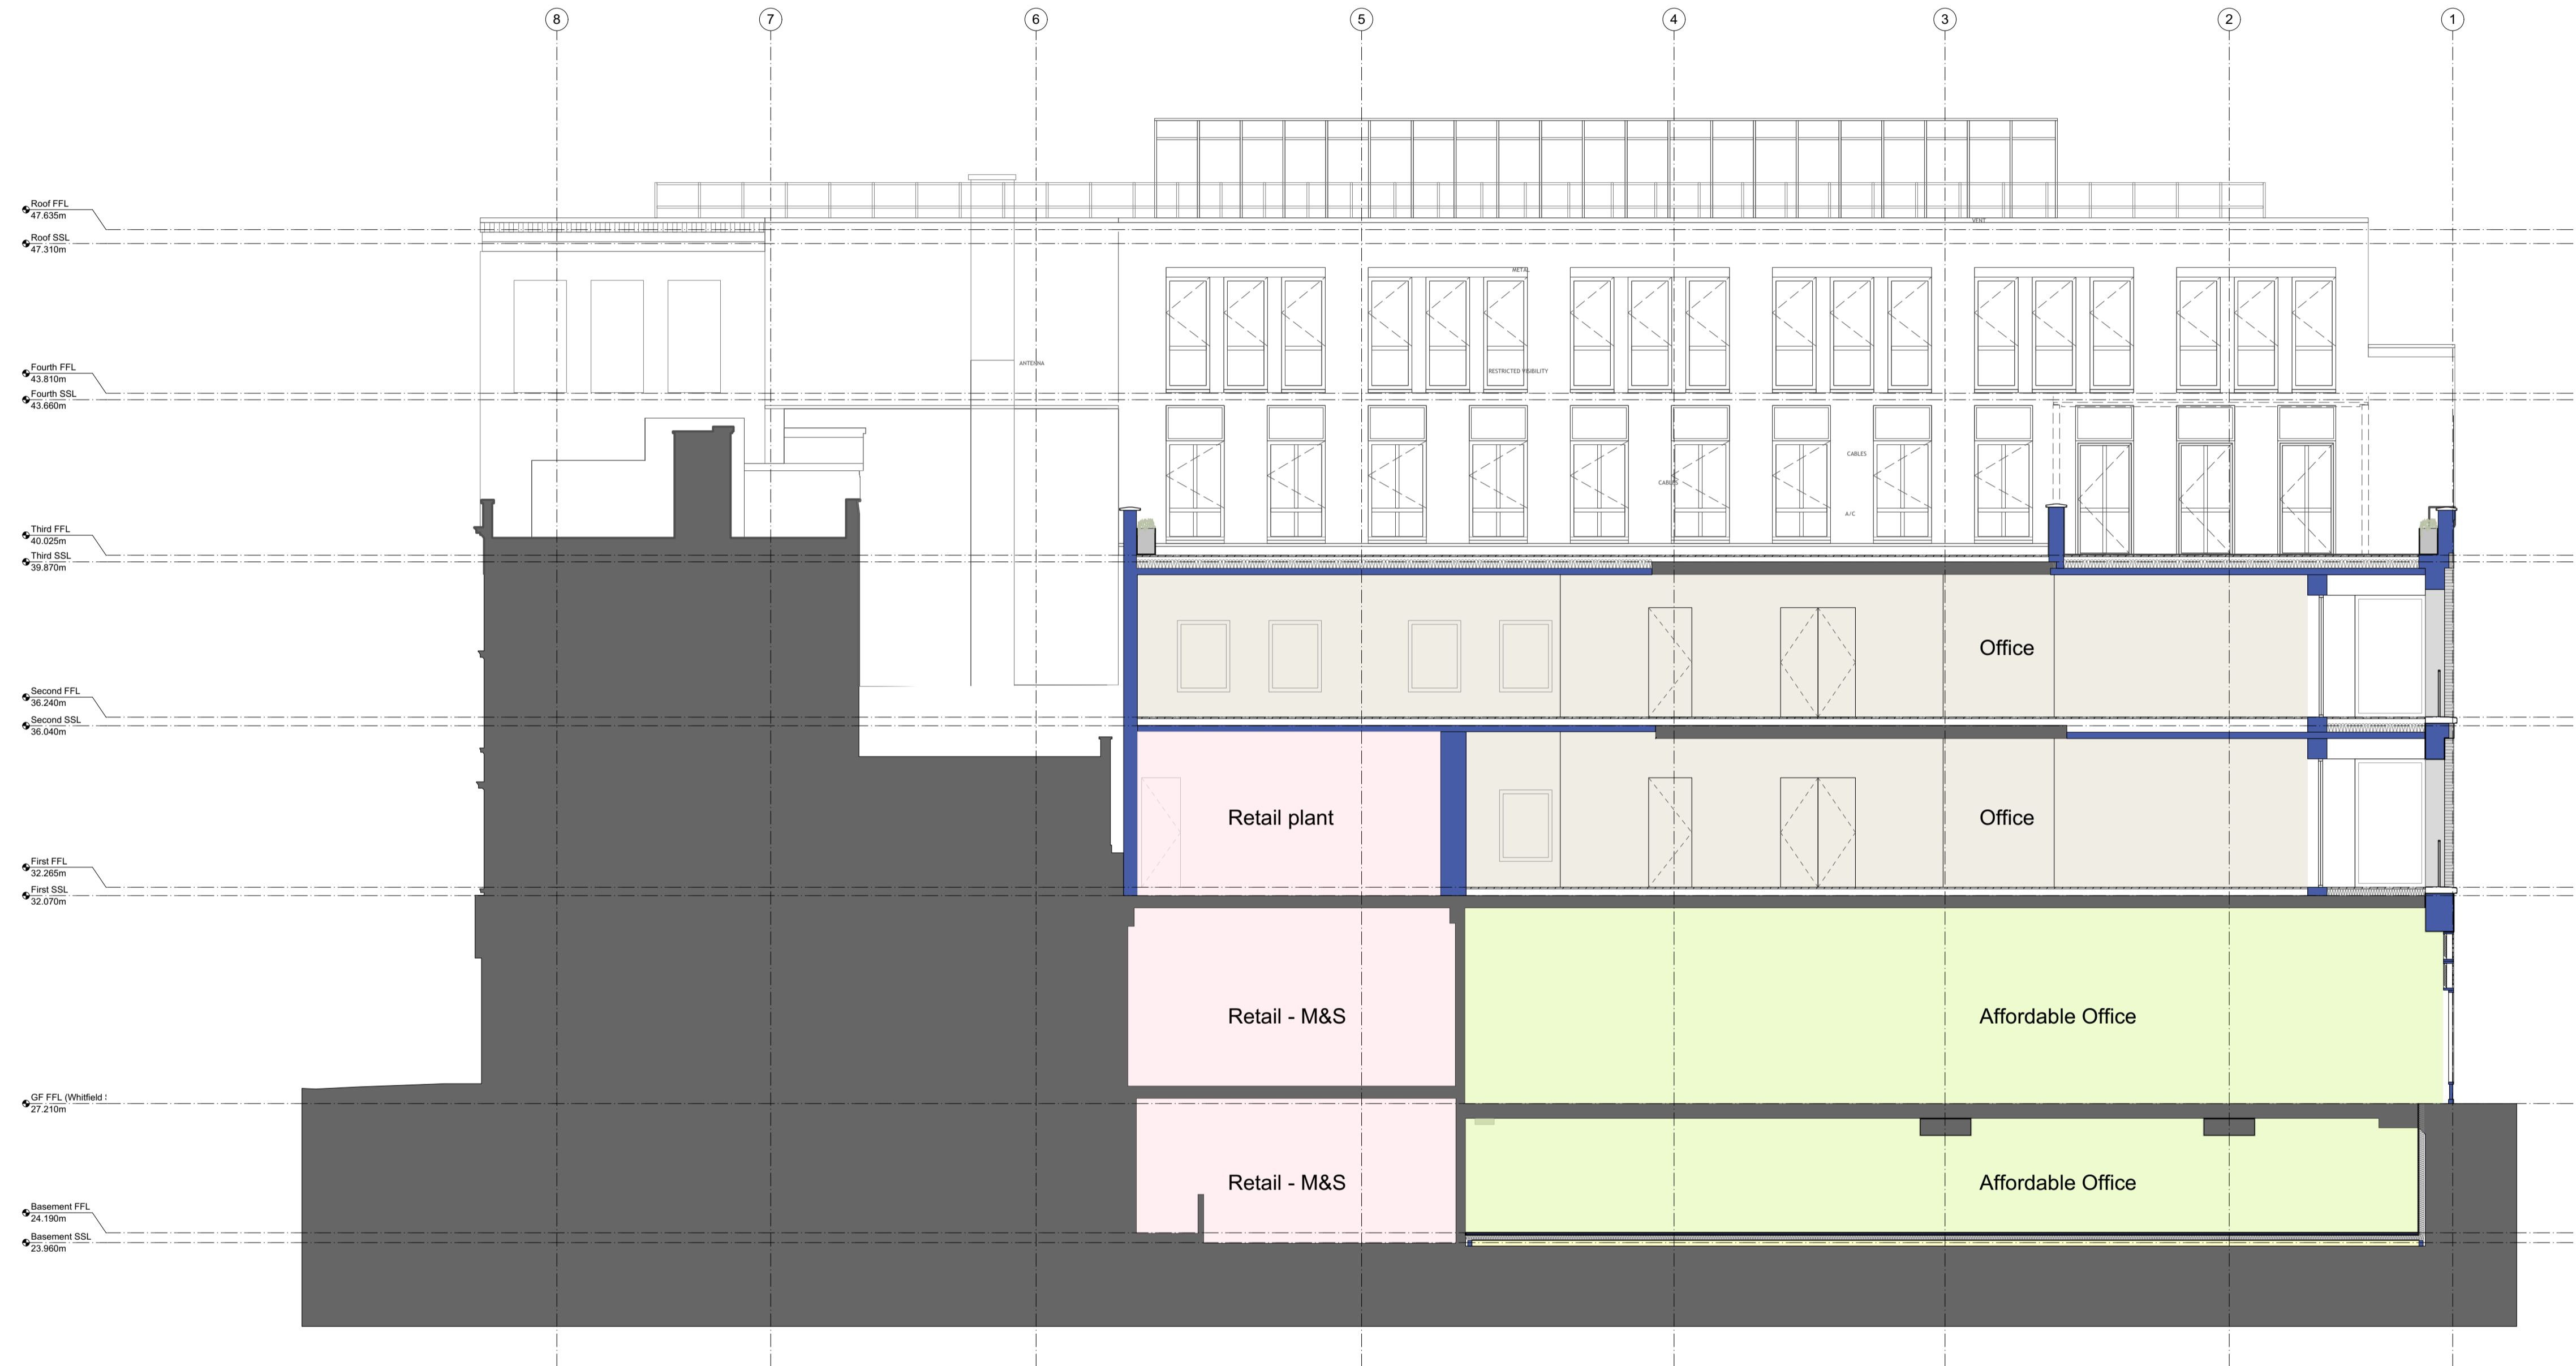 8 7 6 5 4 3 2 1
Roof FFL
47.635m
VENT
Roof SSL
47.310m
METAL
ANTENNA
Fourth FFL
43.810m
RESTRICTED VISIBILITY
Fourth SSL
43.660m
CABLES
CABLES
A/C
Third FFL
40.025m
Third SSL
39.870m
Office
Second FFL
36.240m
Second SSL
36.040m
Retail plant
Office
First FFL
32.265m
First SSL
32.070m
Retail - M&S
Affordable Office
GF FFL (Whitfield
27.210m
Retail - M&S
Affordable Office
Basement FFL
24.190m
Basement SSL
23.960m